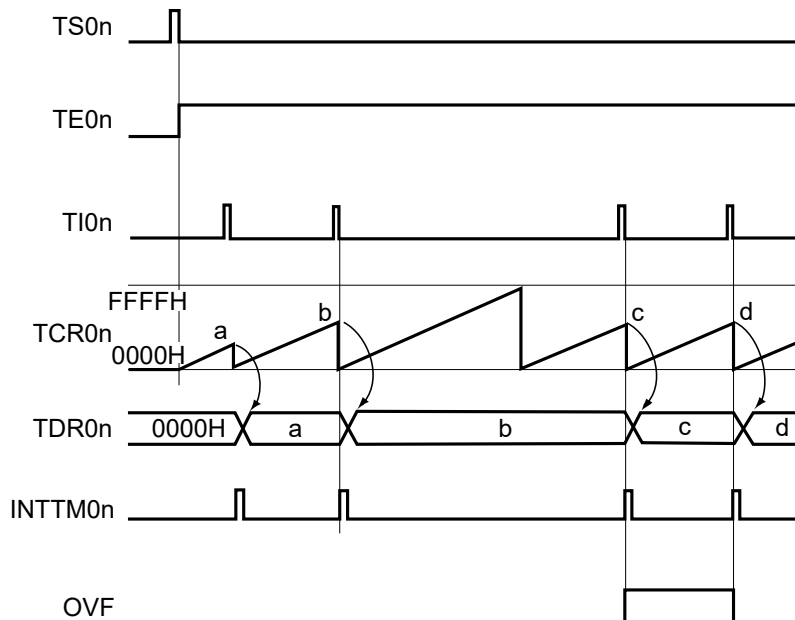 TS0n
TE0n
TI0n
FFFFH
a b c d
TCR0n
0000H
TDR0n 0000H a b c d
INTTM0n
OVF